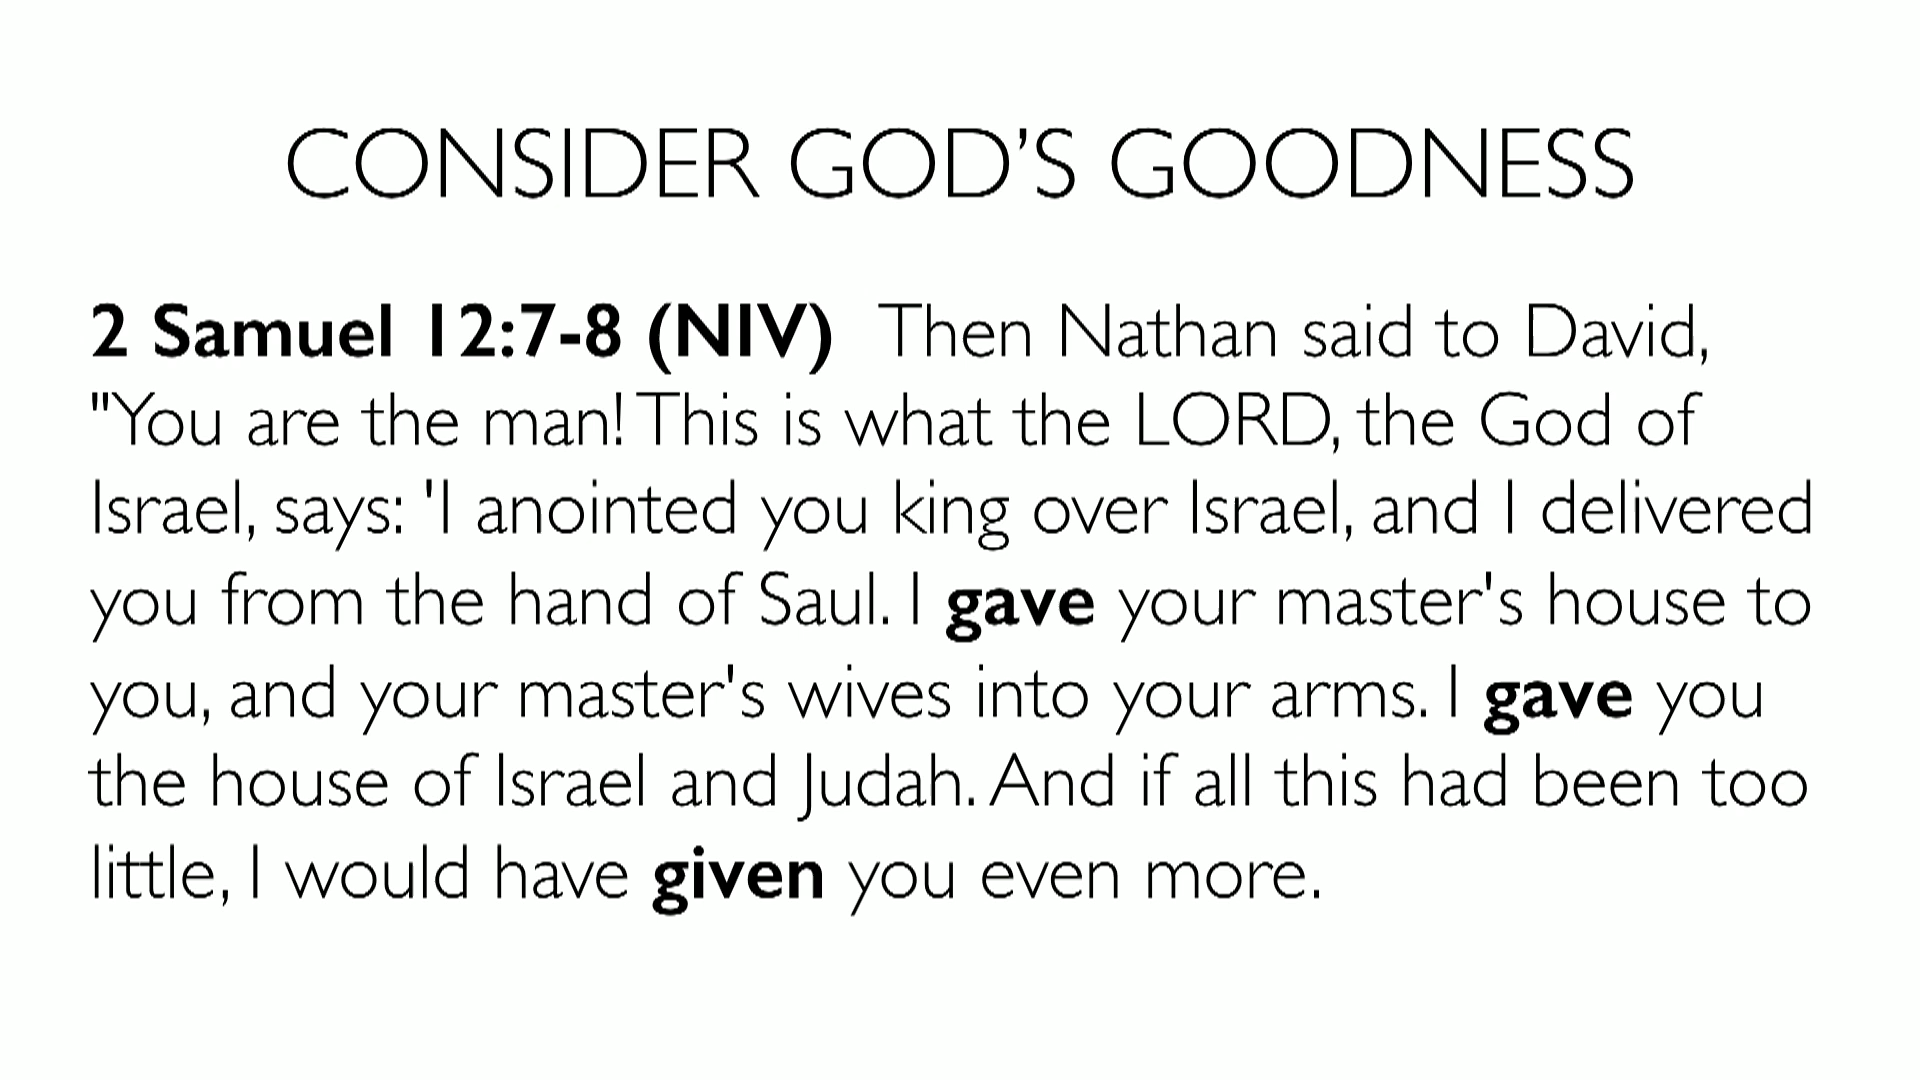 CONSIDER GOD’S GOODNESS
2 Samuel 12:7-8 (NIV) Then Nathan said to David,
"You are the man! This is what the LORD, the God of
Israel, says: 'I anointed you king over Israel, and I delivered
you from the hand of Saul. I gave your master's house to
you, and your master's wives into your arms. I gave you
the house of Israel and Judah. And if all this had been too
little, I would have given you even more.